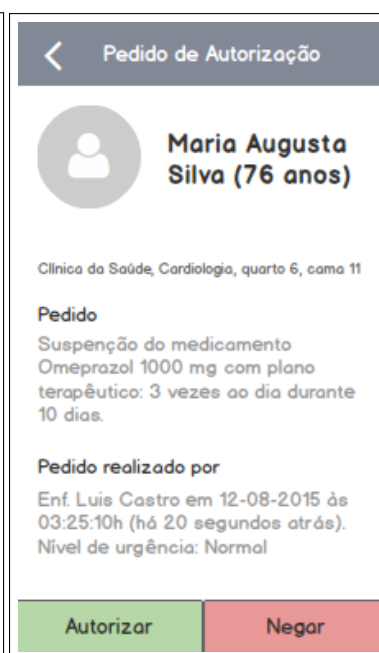 Pedido de Autorização
Maria Augusta
Silva (76 anos)
Clínica da Saúde, Cardiologia, quarto 6, cama 11
Pedido
Suspenção do medicamento
Omeprazol 1000 mg com plano
terapêutico: 3 vezes ao dia durante
10 dias.
Pedido realizado por
Enf. Luis Castro em 12-08-2015 às
03:25:10h (há 20 segundos atrás).
Nível de urgência: Normal
Autorizar
Negar